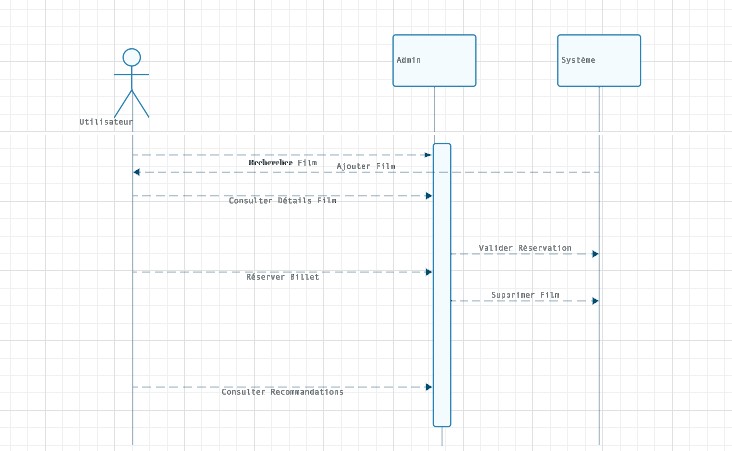 Admin
Système
Utilisateur
Rechercher Film
Ajouter Film
Consulter Détails Film
Valider Réservation
Réserver Billet
Supprimer Film
Consulter Recommandations